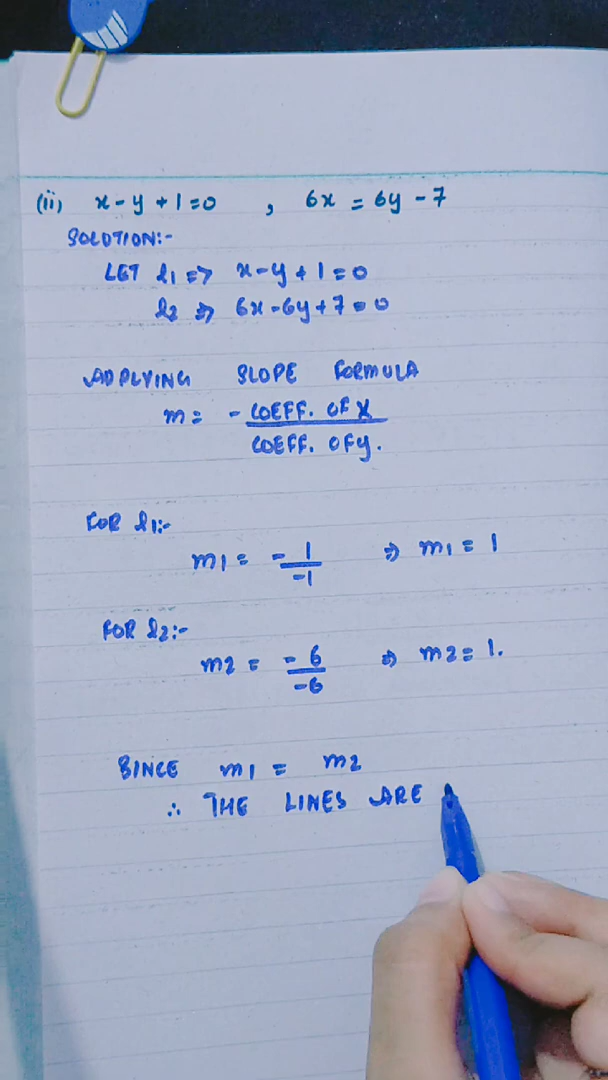 (ii) x - y + 1 = 0 , 6x = 6y - 7
SOLUTION:-
LET l1 => x - y + 1 = 0
l2 => 6x - 6y + 7 = 0
APPLYING SLOPE FORMULA
m = - COEFF. OF X
COEFF. OF y.
FOR l1:-
m1 = - 1 / -1 => m1 = 1
FOR l2:-
m2 = - 6 / -6 => m2 = 1.
SINCE m1 = m2
∴ THE LINES ARE